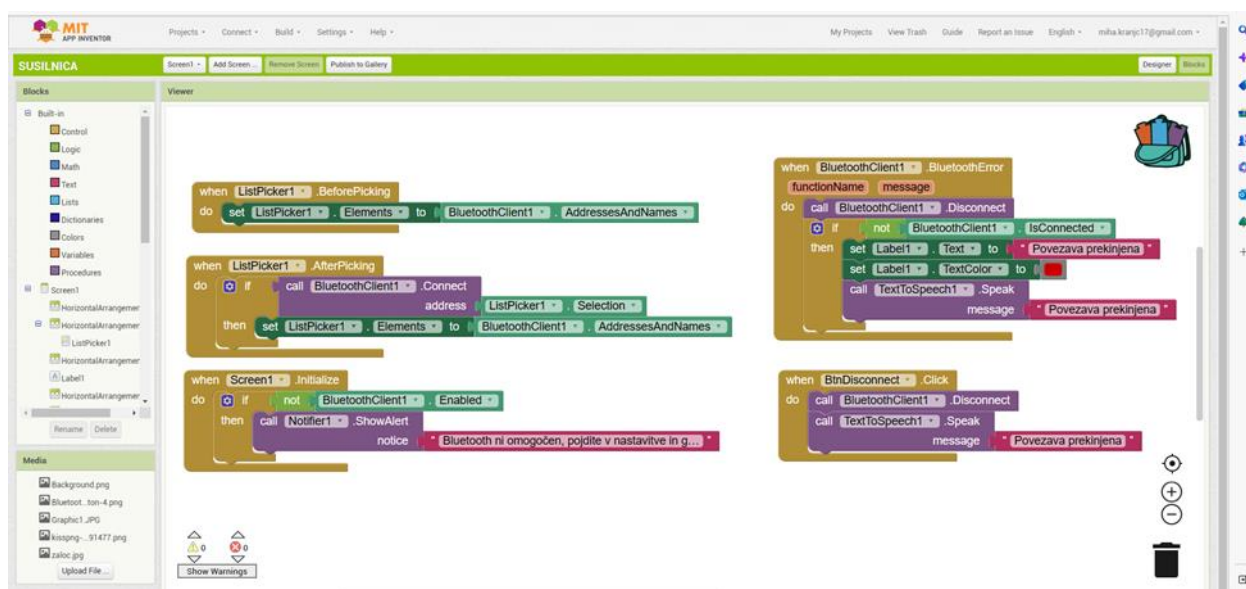 MIT
APP INVENTOR
Projects Connect Build Settings Help
My Projects View Trash Guide Report an Issue English miha.kranjc17@gmail.com
SUSILNICA
Screen1 Add Screen ... Remove Screen Publish to Gallery
Designer Blocks
Blocks
Built-in
Control
Logic
Math
Text
Lists
Dictionaries
Colors
Variables
Procedures
Screen1
HorizontalArrangemer
HorizontalArrangemer
ListPicker1
HorizontalArrangemer
Label1
HorizontalArrangemer
Rename Delete
Media
Background.png
Bluetoot...ton-4.png
Graphic1.JPG
kisspng-...91477.png
zaloc.jpg
Upload File ...
Viewer
when ListPicker1 .BeforePicking
do set ListPicker1 . Elements to BluetoothClient1 . AddressesAndNames
when ListPicker1 .AfterPicking
do if call BluetoothClient1 .Connect
address ListPicker1 . Selection
then set ListPicker1 . Elements to BluetoothClient1 . AddressesAndNames
when Screen1 .Initialize
do if not BluetoothClient1 . Enabled
then call Notifier1 .ShowAlert
notice " Bluetooth ni omogočen, pojdite v nastavitve in g... "
when BluetoothClient1 .BluetoothError
functionName message
do call BluetoothClient1 .Disconnect
if not BluetoothClient1 . IsConnected
then set Label1 . Text to " Povezava prekinjena "
set Label1 . TextColor to
call TextToSpeech1 .Speak
message " Povezava prekinjena "
when BtnDisconnect .Click
do call BluetoothClient1 .Disconnect
call TextToSpeech1 .Speak
message " Povezava prekinjena "
0 0
Show Warnings